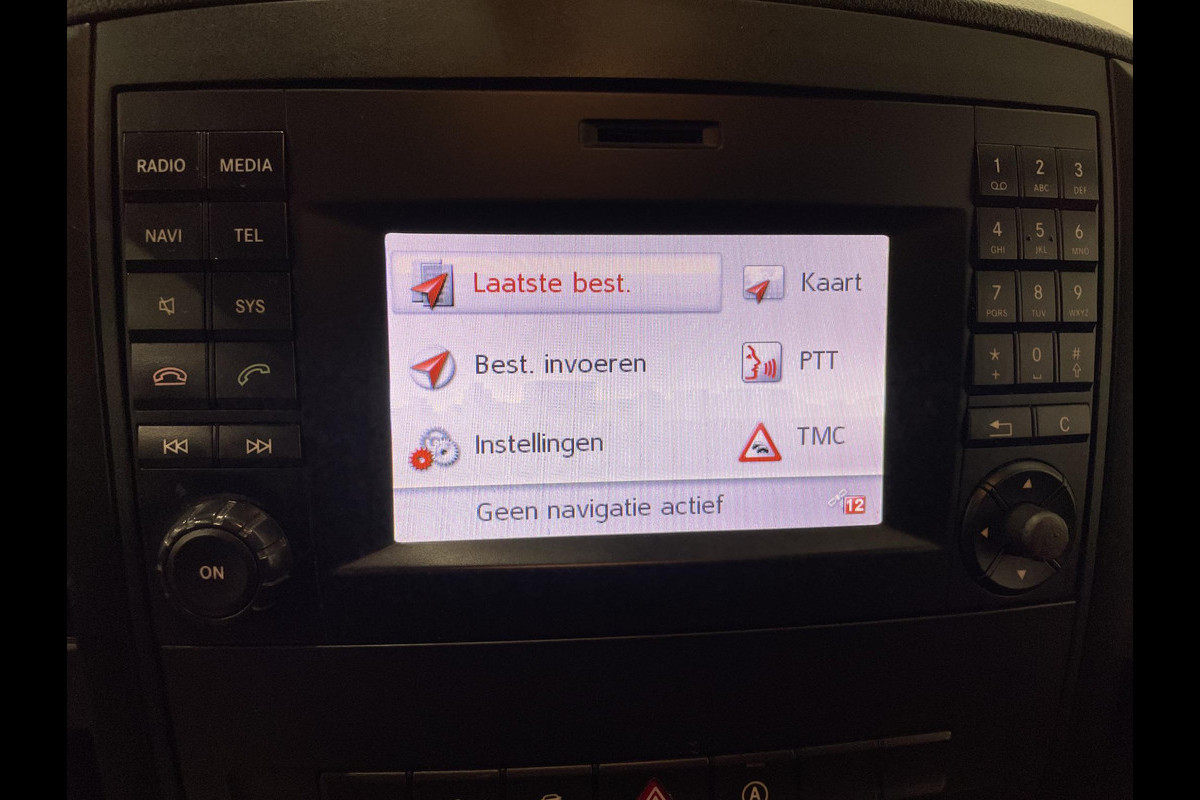 RADIO MEDIA
NAVI TEL
SYS
ON
Laatste best.
Kaart
Best. invoeren
PTT
Instellingen
TMC
Geen navigatie actief
12
1 2 3
ABC DEF
4 5 6
GHI JKL MNO
7 8 9
PQRS TUV WXYZ
* 0 #
+
C
A